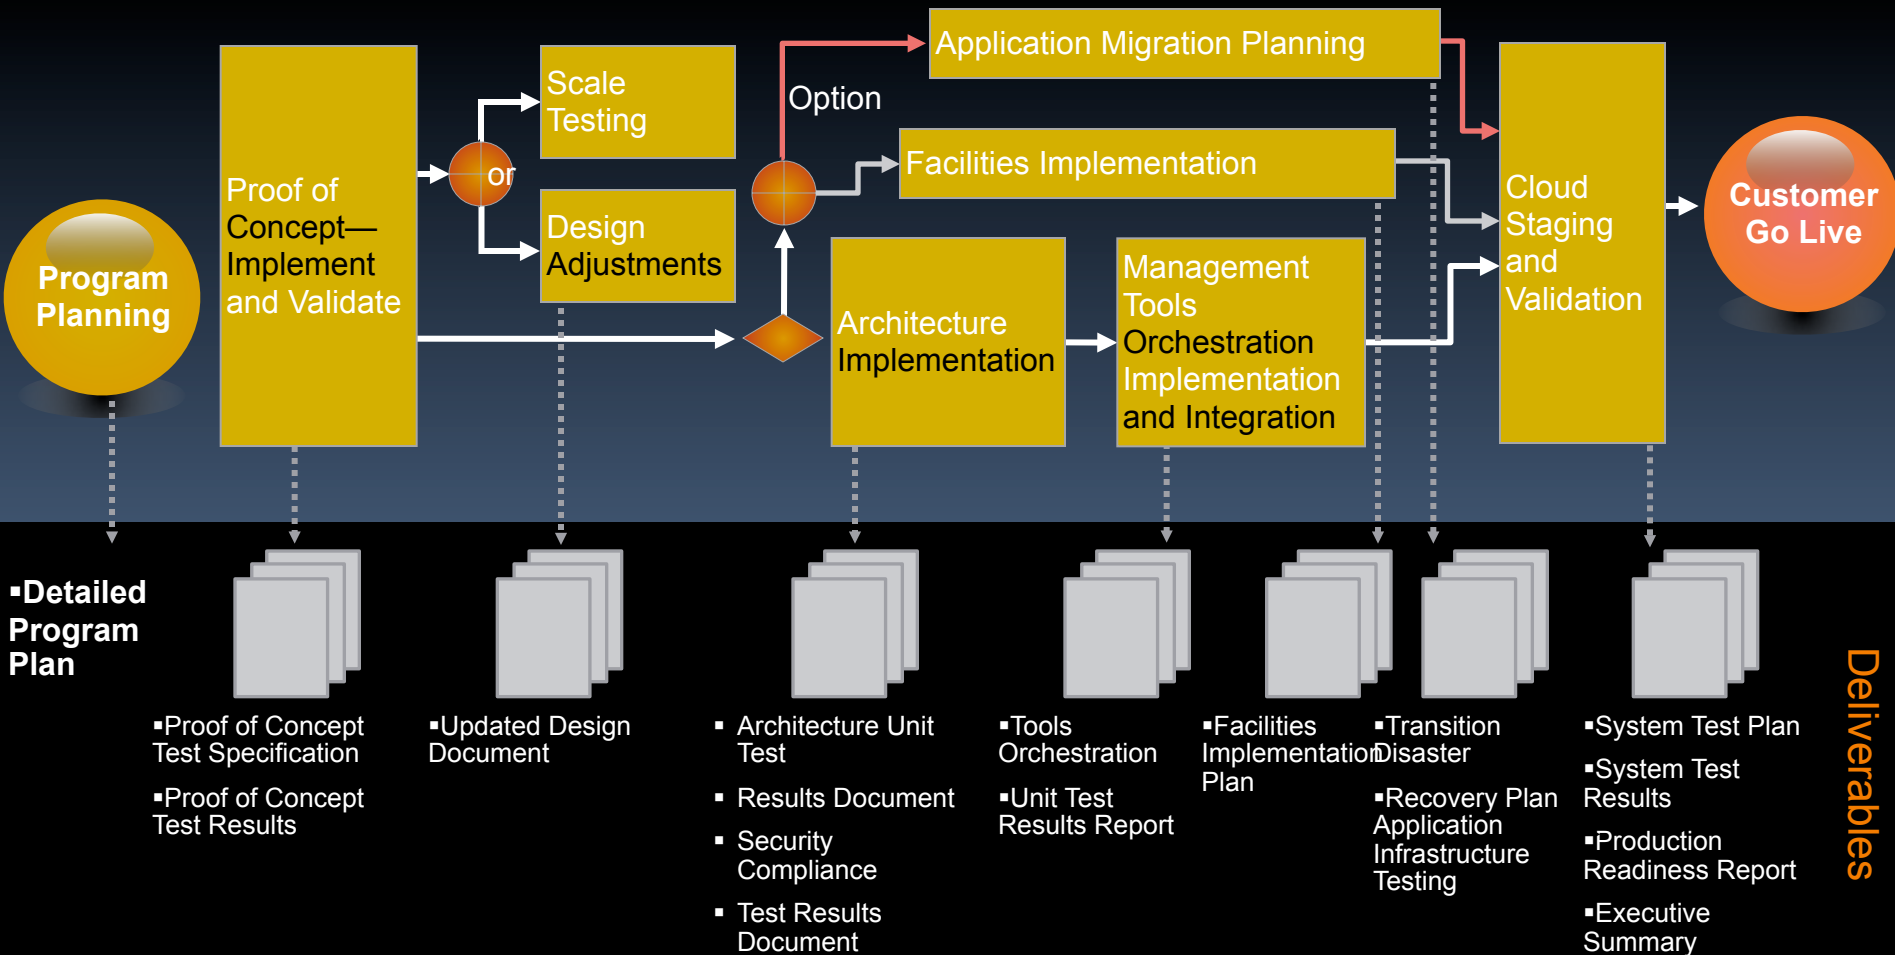 Program
Planning
Proof of
Concept—
Implement
and Validate
or
Scale
Testing
Design
Adjustments
Option
Application Migration Planning
Facilities Implementation
Architecture
Implementation
Management
Tools
Orchestration
Implementation
and Integration
Cloud
Staging
and
Validation
Customer
Go Live
▪Detailed
Program
Plan
▪Proof of Concept
Test Specification
▪Proof of Concept
Test Results
▪Updated Design
Document
▪ Architecture Unit
Test
▪ Results Document
▪ Security
Compliance
▪ Test Results
Document
▪Tools
Orchestration
▪Unit Test
Results Report
▪Facilities
Implementation
Plan
▪Transition
Disaster
▪Recovery Plan
Application
Infrastructure
Testing
▪System Test Plan
▪System Test
Results
▪Production
Readiness Report
▪Executive
Summary
Deliverables